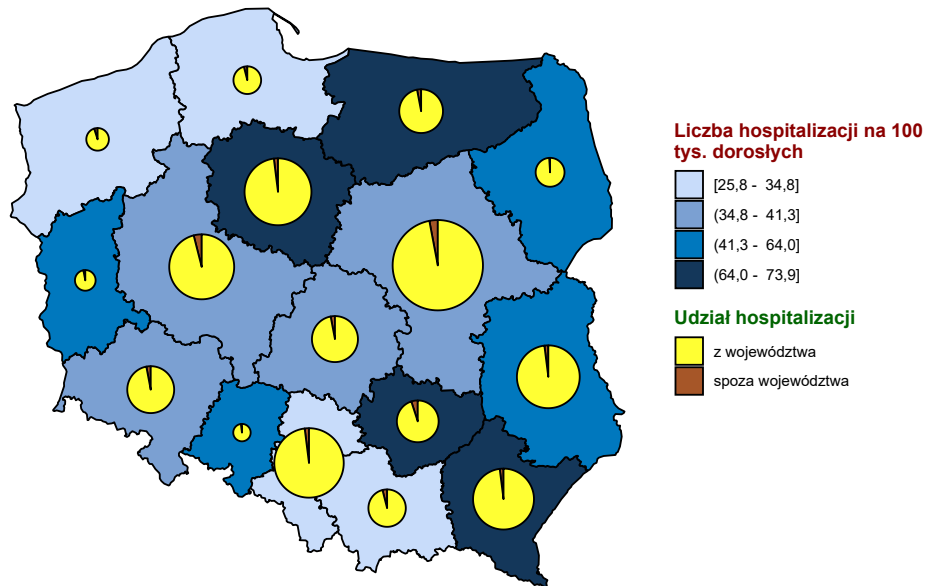 Liczba hospitalizacji na 100
tys. dorosłych
[25,8 - 34,8]
(34,8 - 41,3]
(41,3 - 64,0]
(64,0 - 73,9]
Udział hospitalizacji
z województwa
spoza województwa